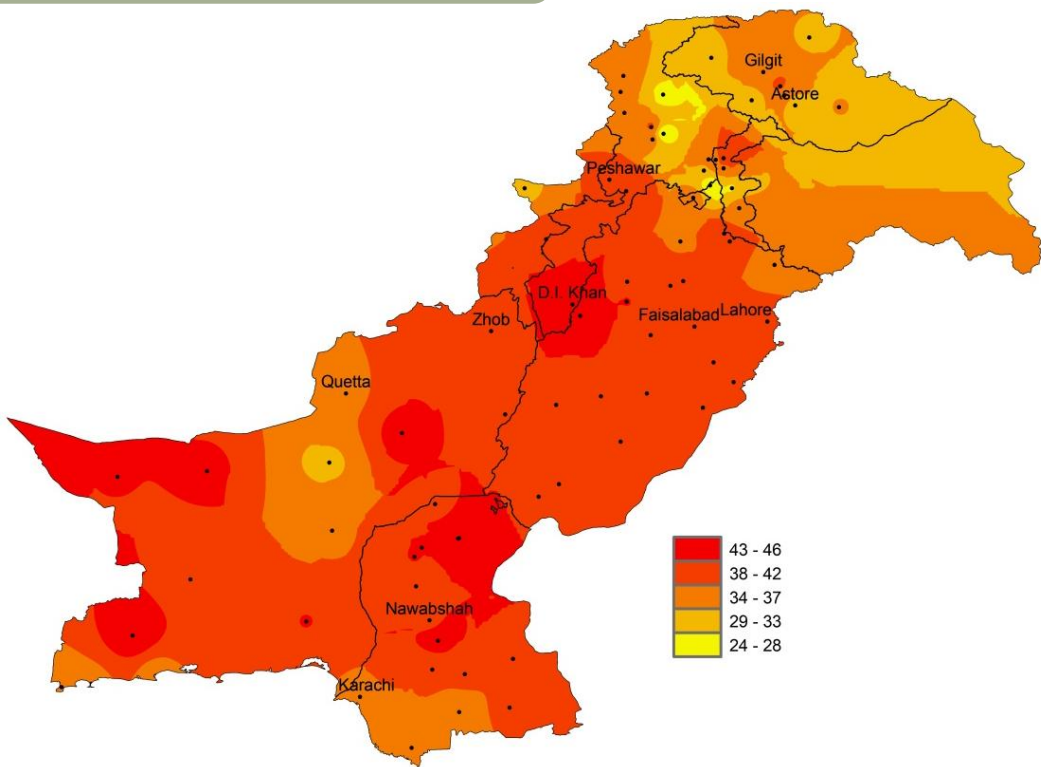 Gilgit
Astore
Peshawar
D.I. Khan
Zhob
Faisalabad
Lahore
Quetta
Nawabshah
Karachi
43 - 46
38 - 42
34 - 37
29 - 33
24 - 28